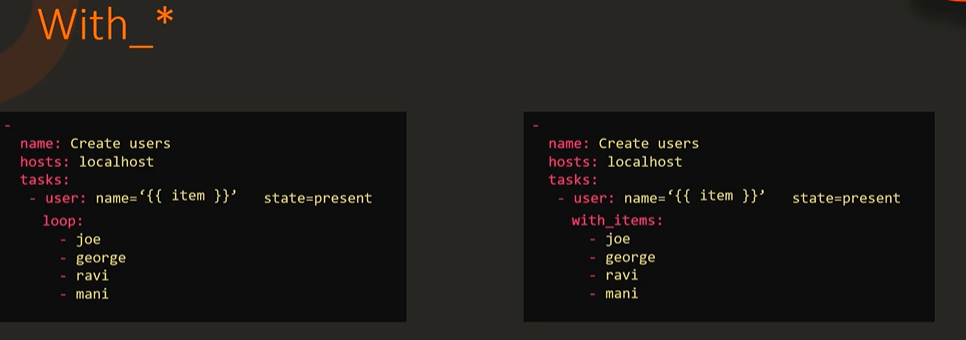 With_*
-
name: Create users
hosts: localhost
tasks:
- user: name=‘{{ item }}’ state=present
loop:
- joe
- george
- ravi
- mani
-
name: Create users
hosts: localhost
tasks:
- user: name=‘{{ item }}’ state=present
with_items:
- joe
- george
- ravi
- mani